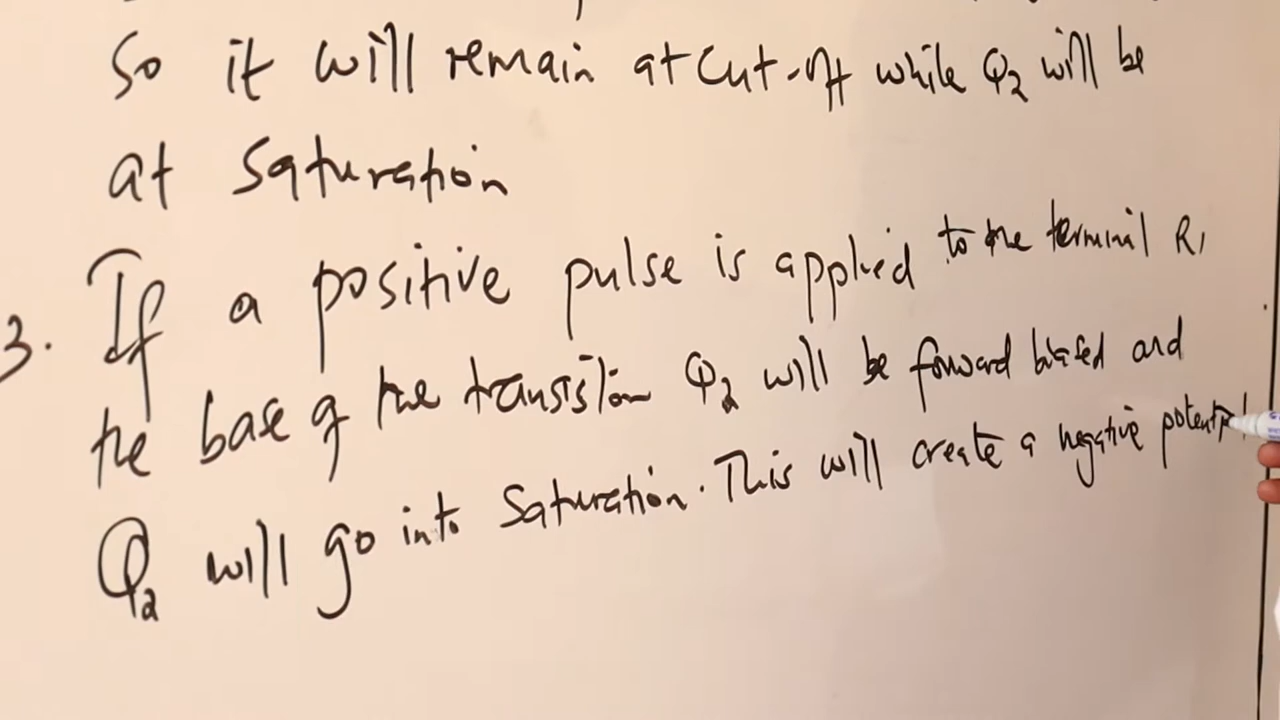 So it will remain at cut-off while Q2 will be
at saturation
3. If a positive pulse is applied to the terminal R,
the base of the transistor Q2 will be forward biased and
Q2 will go into saturation. This will create a negative potential